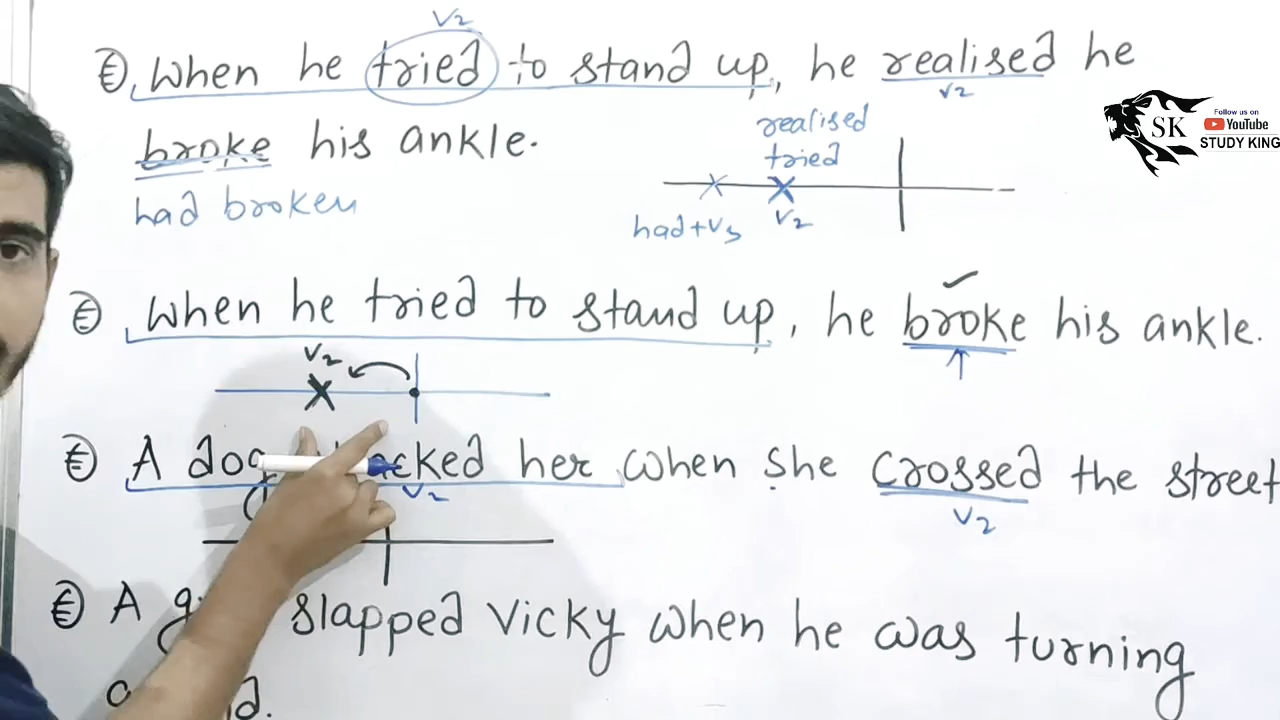 V2
Ⓔ When he tried to stand up, he realised he
V2
broke his ankle.
had broken
realised
tried
had+V3
V2
Ⓔ When he tried to stand up, he broke his ankle.
V2
Ⓔ A dog her when she crossed the street
V2
V2
Ⓔ A slapped Vicky when he was turning
SK
Follow us on
YouTube
STUDY KING